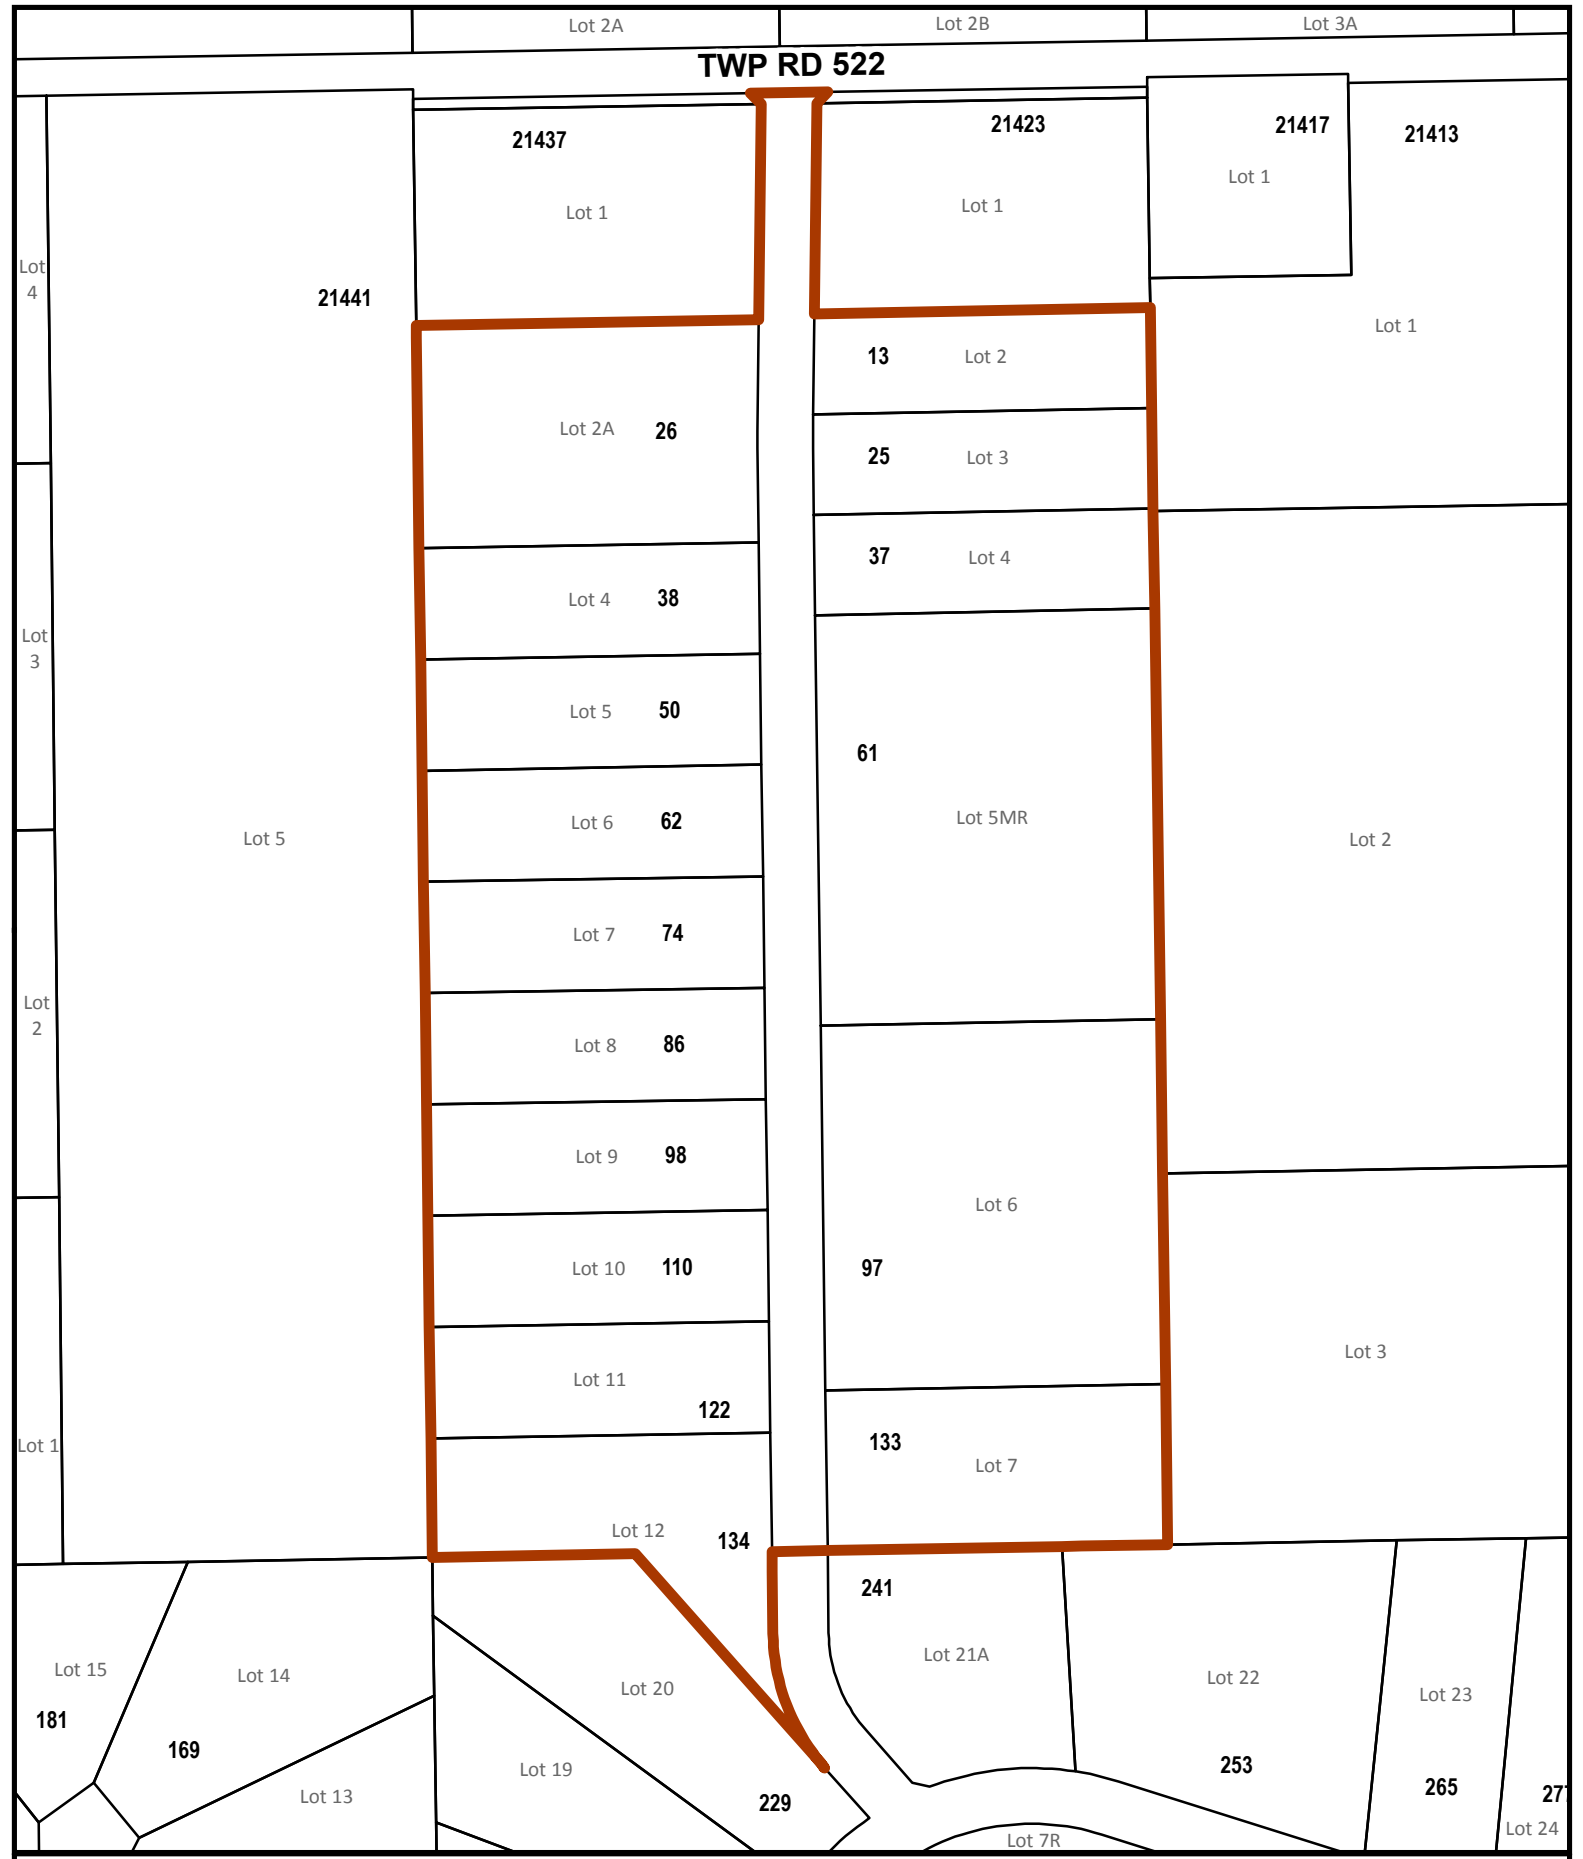 Lot 2A
Lot 2B
Lot 3A
TWP RD 522
21437
21423
21417
21413
Lot 1
Lot 1
Lot 1
Lot
4
21441
Lot 1
13
Lot 2
Lot 2A
26
25
Lot 3
37
Lot 4
Lot 4
38
Lot
3
Lot 5
50
61
Lot 5MR
Lot 6
62
Lot 5
Lot 2
Lot 7
74
Lot
2
Lot 8
86
Lot 9
98
Lot 6
Lot 10
110
97
Lot 3
Lot 11
122
Lot 1
133
Lot 7
Lot 12
134
241
Lot 15
Lot 14
Lot 20
Lot 21A
Lot 22
Lot 23
181
169
Lot 19
253
265
277
Lot 13
229
Lot 7R
Lot 24